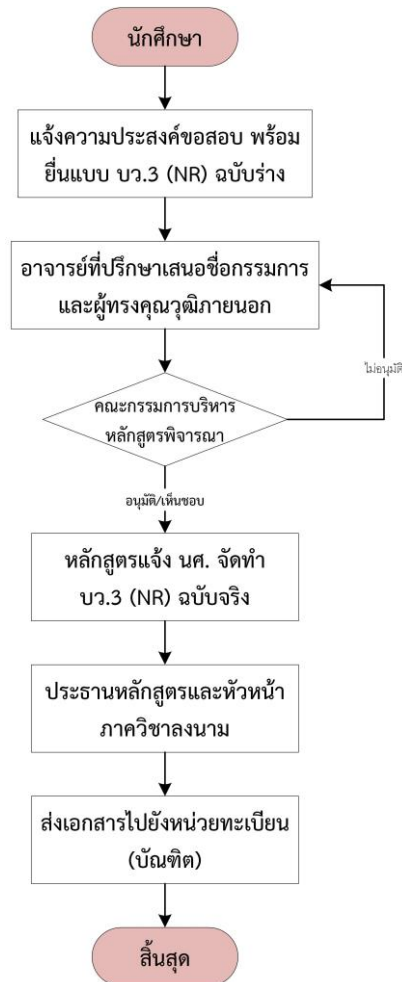 นักศึกษา
แจ้งความประสงค์ขอสอบ พร้อม
ยื่นแบบ บว.3 (NR) ฉบับร่าง
อาจารย์ที่ปรึกษาเสนอชื่อกรรมการ
และผู้ทรงคุณวุฒิภายนอก
ไม่อนุมัติ
คณะกรรมการบริหาร
หลักสูตรพิจารณา
อนุมัติ/เห็นชอบ
หลักสูตรแจ้ง นศ. จัดทำ
บว.3 (NR) ฉบับจริง
ประธานหลักสูตรและหัวหน้า
ภาควิชาลงนาม
ส่งเอกสารไปยังหน่วยทะเบียน
(บัณฑิต)
สิ้นสุด